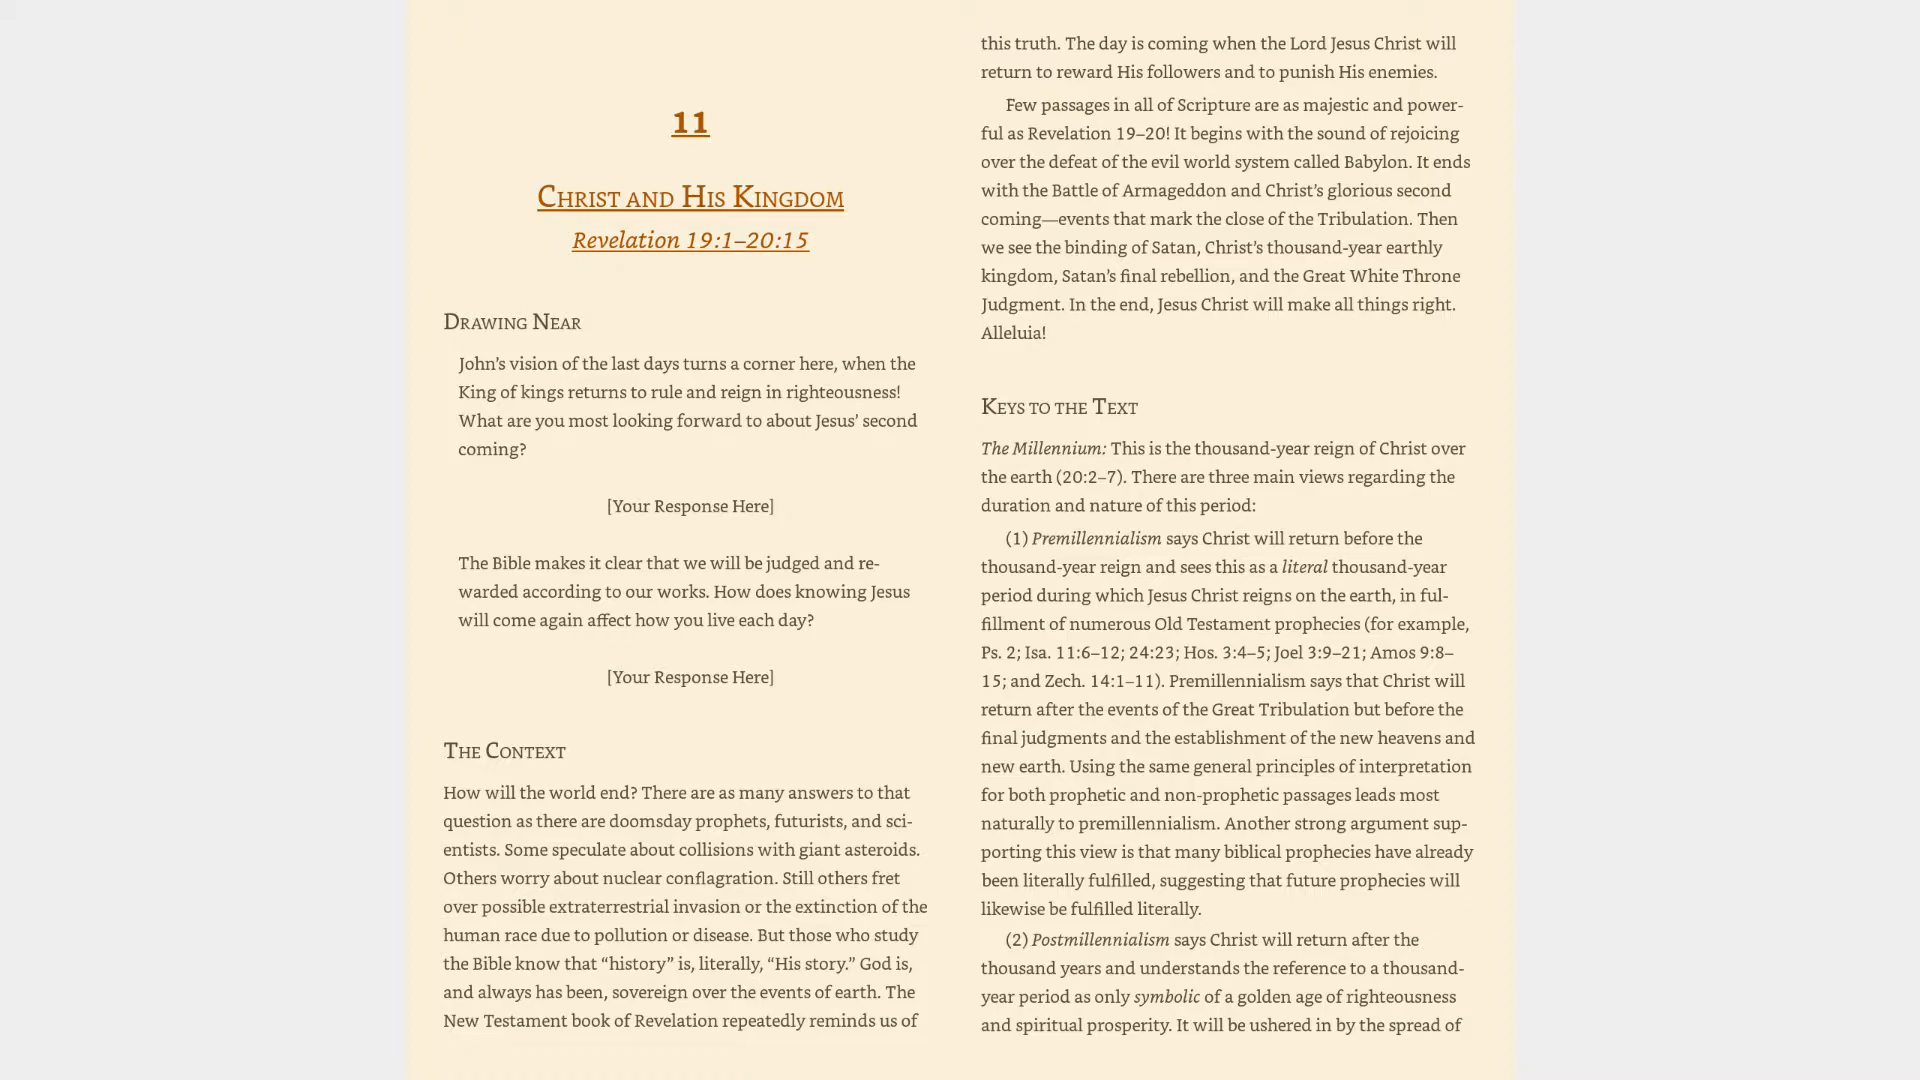 11
Christ and His Kingdom
Revelation 19:1–20:15
Drawing Near
John’s vision of the last days turns a corner here, when the
King of kings returns to rule and reign in righteousness!
What are you most looking forward to about Jesus’ second
coming?
[Your Response Here]
The Bible makes it clear that we will be judged and re-
warded according to our works. How does knowing Jesus
will come again affect how you live each day?
[Your Response Here]
The Context
How will the world end? There are as many answers to that
question as there are doomsday prophets, futurists, and sci-
entists. Some speculate about collisions with giant asteroids.
Others worry about nuclear conflagration. Still others fret
over possible extraterrestrial invasion or the extinction of the
human race due to pollution or disease. But those who study
the Bible know that “history” is, literally, “His story.” God is,
and always has been, sovereign over the events of earth. The
New Testament book of Revelation repeatedly reminds us of
this truth. The day is coming when the Lord Jesus Christ will
return to reward His followers and to punish His enemies.
Few passages in all of Scripture are as majestic and power-
ful as Revelation 19–20! It begins with the sound of rejoicing
over the defeat of the evil world system called Babylon. It ends
with the Battle of Armageddon and Christ’s glorious second
coming—events that mark the close of the Tribulation. Then
we see the binding of Satan, Christ’s thousand-year earthly
kingdom, Satan’s final rebellion, and the Great White Throne
Judgment. In the end, Jesus Christ will make all things right.
Alleluia!
Keys to the Text
The Millennium: This is the thousand-year reign of Christ over
the earth (20:2–7). There are three main views regarding the
duration and nature of this period:
(1) Premillennialism says Christ will return before the
thousand-year reign and sees this as a literal thousand-year
period during which Jesus Christ reigns on the earth, in ful-
fillment of numerous Old Testament prophecies (for example,
Ps. 2; Isa. 11:6–12; 24:23; Hos. 3:4–5; Joel 3:9–21; Amos 9:8–
15; and Zech. 14:1–11). Premillennialism says that Christ will
return after the events of the Great Tribulation but before the
final judgments and the establishment of the new heavens and
new earth. Using the same general principles of interpretation
for both prophetic and non-prophetic passages leads most
naturally to premillennialism. Another strong argument sup-
porting this view is that many biblical prophecies have already
been literally fulfilled, suggesting that future prophecies will
likewise be fulfilled literally.
(2) Postmillennialism says Christ will return after the
thousand years and understands the reference to a thousand-
year period as only symbolic of a golden age of righteousness
and spiritual prosperity. It will be ushered in by the spread of